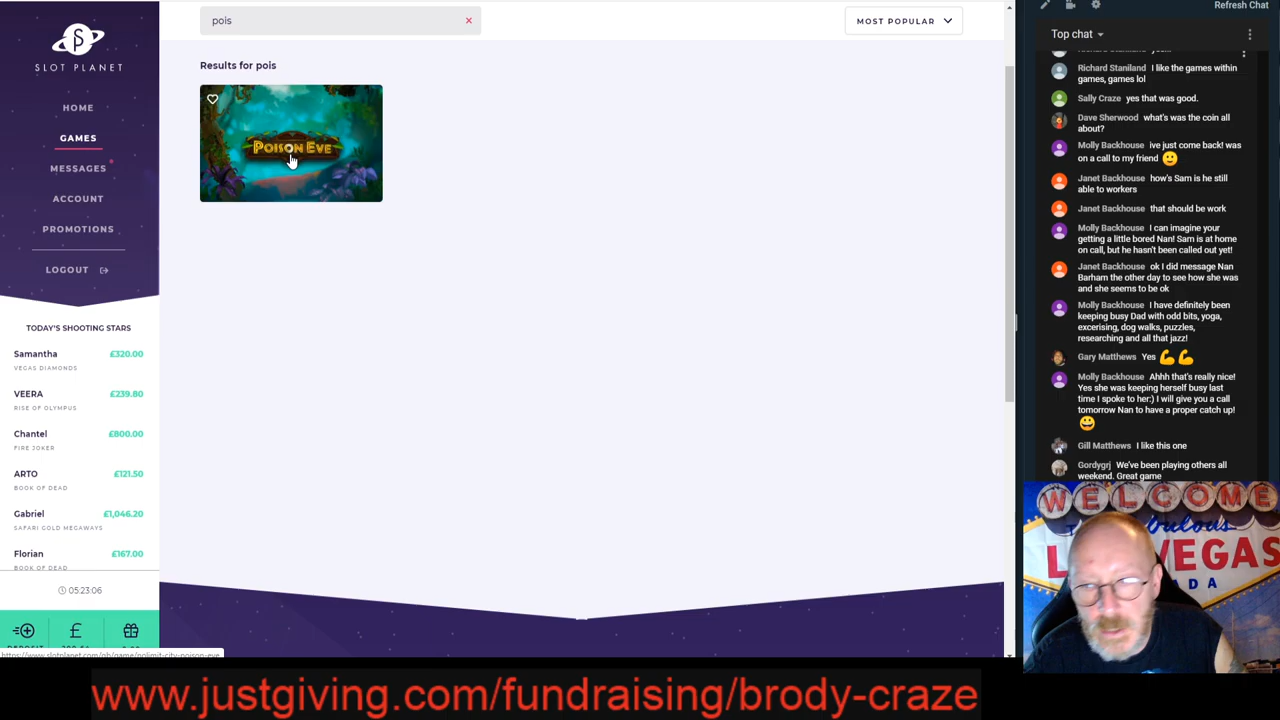 pois
MOST POPULAR
Refresh Chat
Top chat
SLOT PLANET
HOME
GAMES
MESSAGES
ACCOUNT
PROMOTIONS
LOGOUT
TODAY'S SHOOTING STARS
Samantha £320.00
VEGAS DIAMONDS
VEERA £239.80
RISE OF OLYMPUS
Chantel £800.00
FIRE JOKER
ARTO £121.50
BOOK OF DEAD
Gabriel £1,046.20
SAFARI GOLD MEGAWAYS
Florian £167.00
BOOK OF DEAD
05:23:06
https://www.slotplanet.com/gb/game/nolimit-city-poison-eve
Results for pois
POISON EVE
Richard Staniland I like the games within
games, games lol
Sally Craze yes that was good.
Dave Sherwood what's was the coin all
about?
Molly Backhouse ive just come back! was
on a call to my friend
Janet Backhouse how's Sam is he still
able to workers
Janet Backhouse that should be work
Molly Backhouse I can imagine your
getting a little bored Nan! Sam is at home
on call, but he hasn't been called out yet!
Janet Backhouse ok I did message Nan
Barham the other day to see how she was
and she seems to be ok
Molly Backhouse I have definitely been
keeping busy Dad with odd bits, yoga,
excerising, dog walks, puzzles,
researching and all that jazz!
Gary Matthews Yes
Molly Backhouse Ahhh that's really nice!
Yes she was keeping herself busy last
time I spoke to her:) I will give you a call
tomorrow Nan to have a proper catch up!
Gill Matthews I like this one
Gordygrj We've been playing others all
weekend. Great game
WELCOME
VEGAS
www.justgiving.com/fundraising/brody-craze